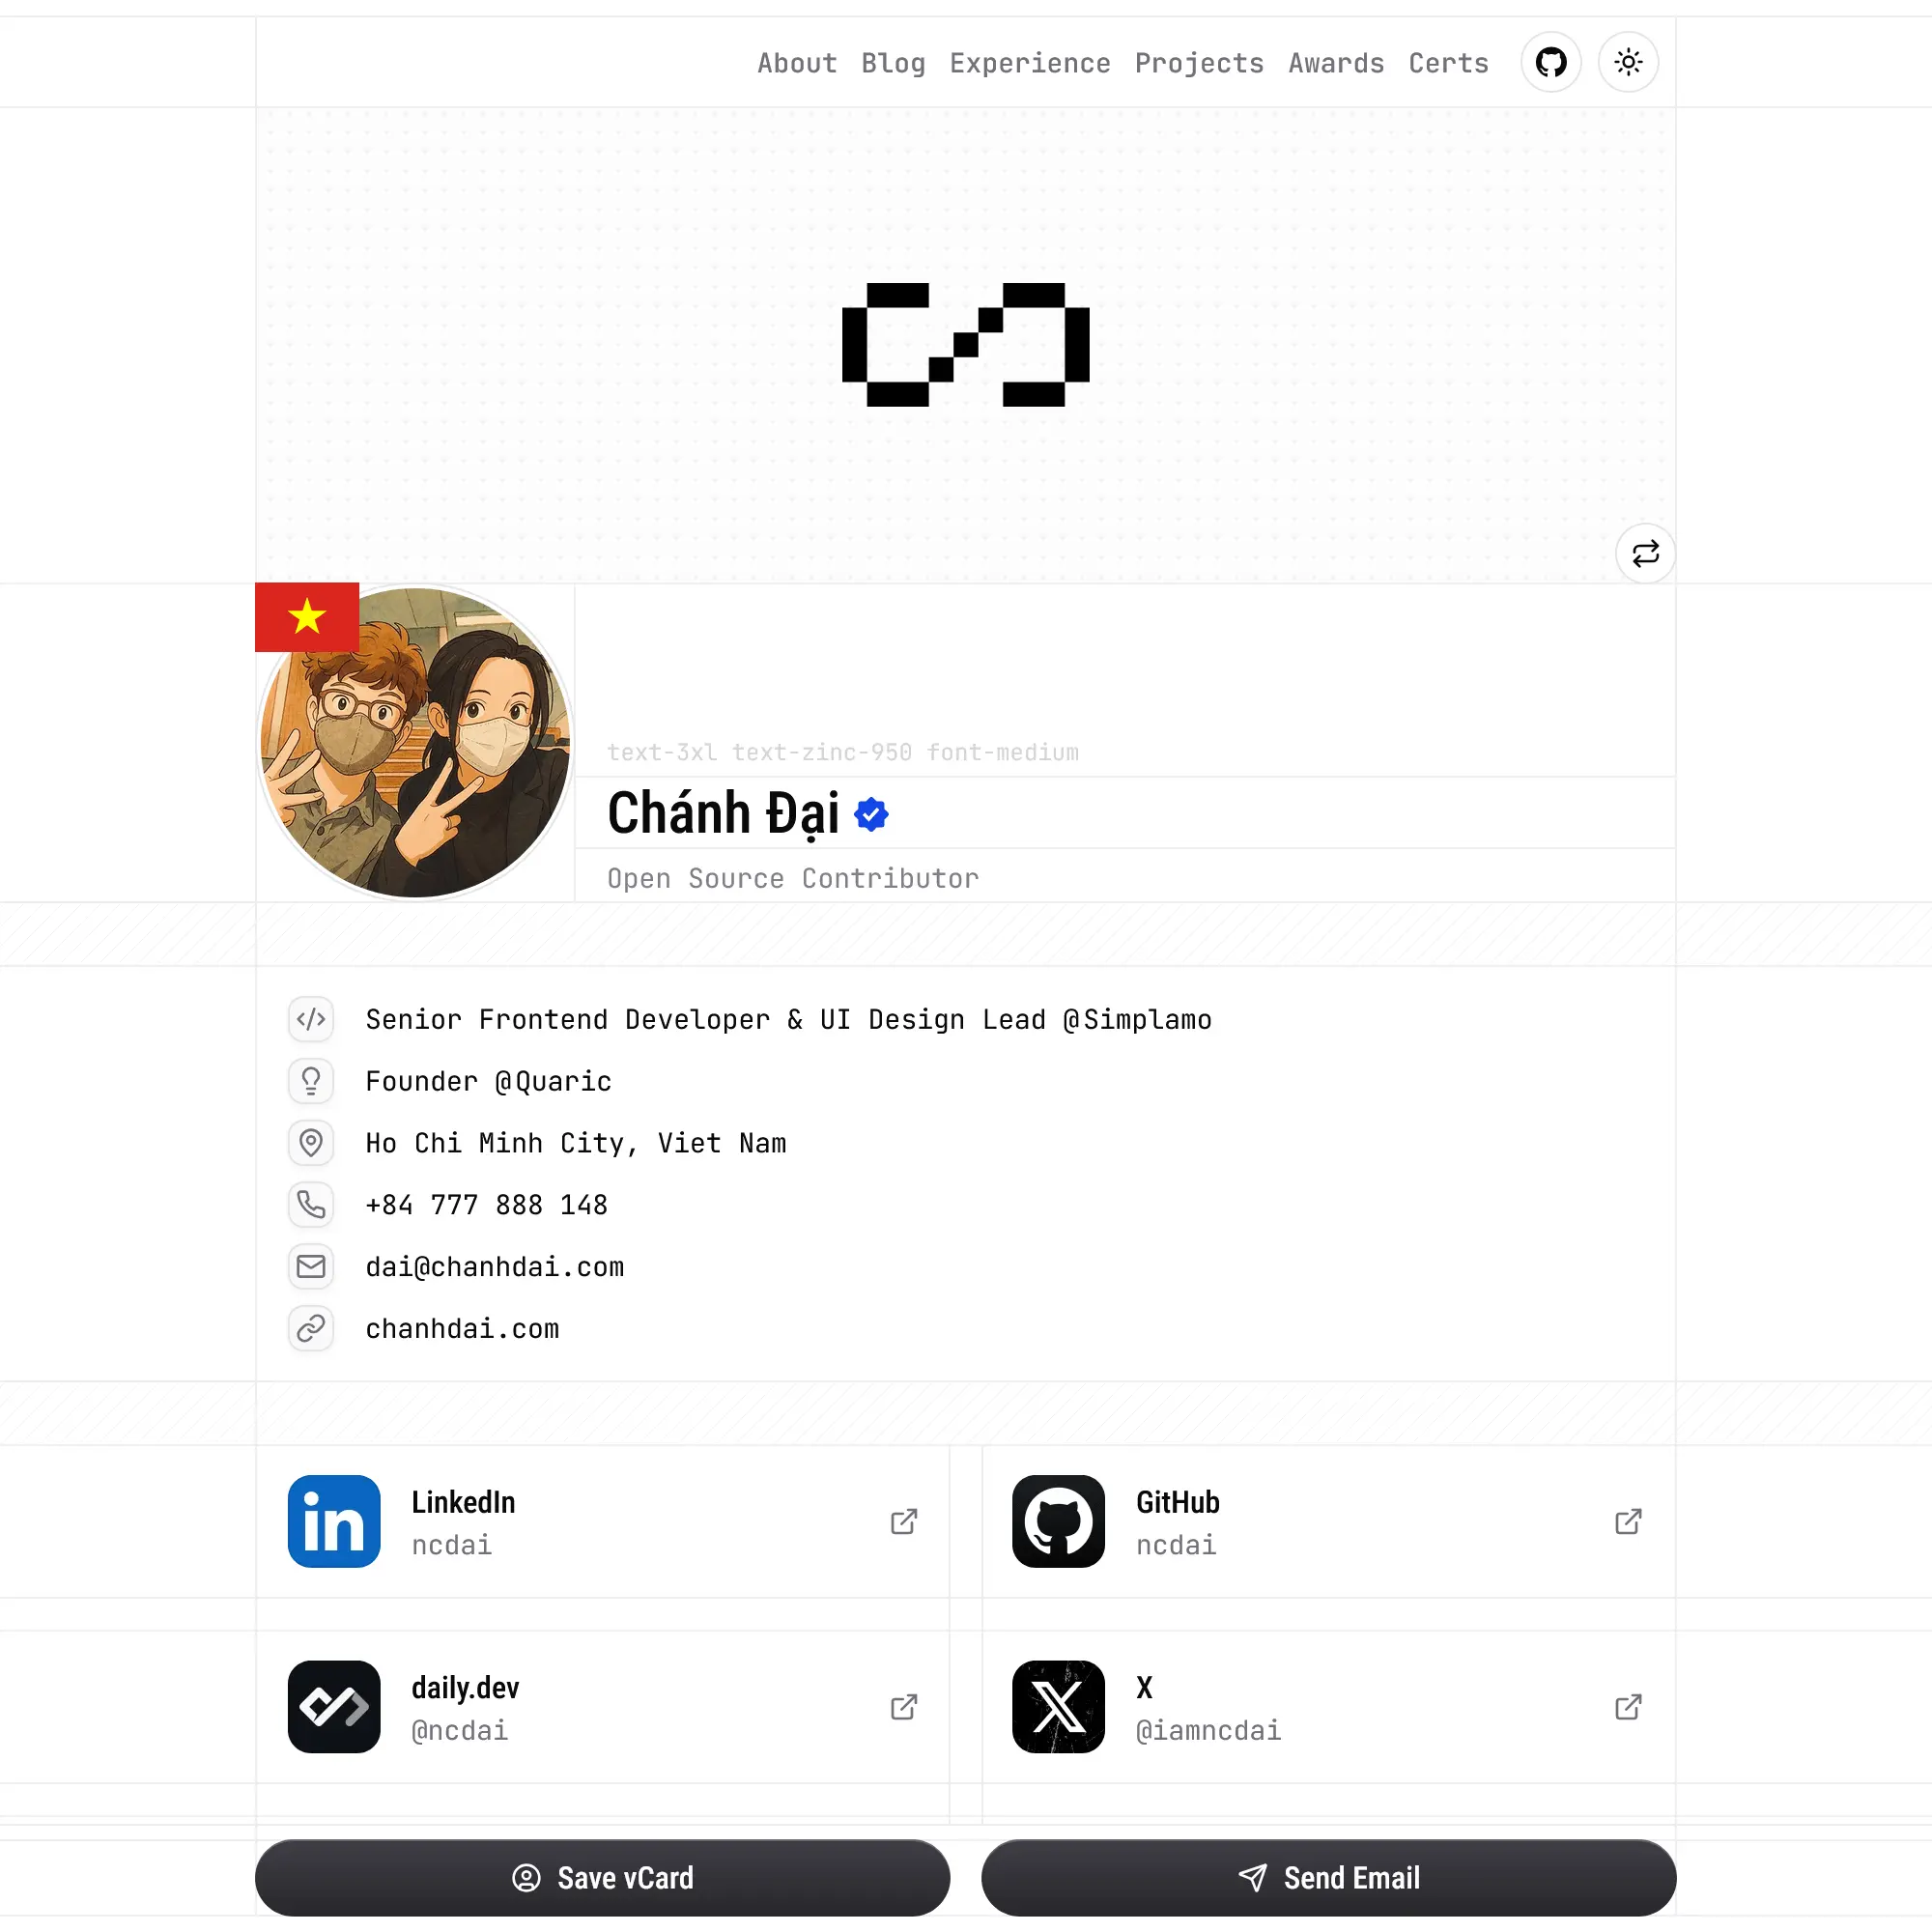 About Blog Experience Projects Awards Certs
text-3xl text-zinc-950 font-medium
Chánh Đại
Open Source Contributor
Senior Frontend Developer & UI Design Lead @Simplamo
Founder @Quaric
Ho Chi Minh City, Viet Nam
+84 777 888 148
dai@chanhdai.com
chanhdai.com
LinkedIn
ncdai
GitHub
ncdai
daily.dev
@ncdai
X
@iamncdai
Save vCard
Send Email